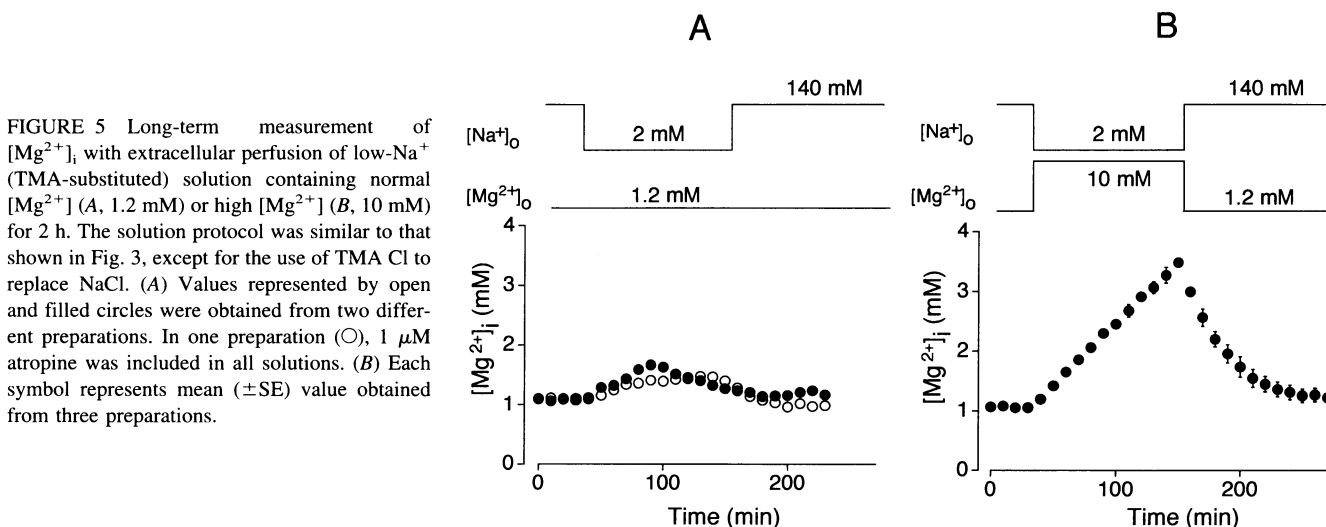 FIGURE 5 Long-term measurement of
[Mg²⁺]ᵢ with extracellular perfusion of low-Na⁺
(TMA-substituted) solution containing normal
[Mg²⁺] (A, 1.2 mM) or high [Mg²⁺] (B, 10 mM)
for 2 h. The solution protocol was similar to that
shown in Fig. 3, except for the use of TMA Cl to
replace NaCl. (A) Values represented by open
and filled circles were obtained from two differ-
ent preparations. In one preparation (○), 1 μM
atropine was included in all solutions. (B) Each
symbol represents mean (±SE) value obtained
from three preparations.
A
140 mM
[Na⁺]ₒ
2 mM
[Mg²⁺]ₒ
1.2 mM
[Mg²⁺]ᵢ (mM)
4
3
2
1
0
0 100 200
Time (min)
B
140 mM
[Na⁺]ₒ
2 mM
[Mg²⁺]ₒ
10 mM
1.2 mM
[Mg²⁺]ᵢ (mM)
4
3
2
1
0
0 100 200
Time (min)